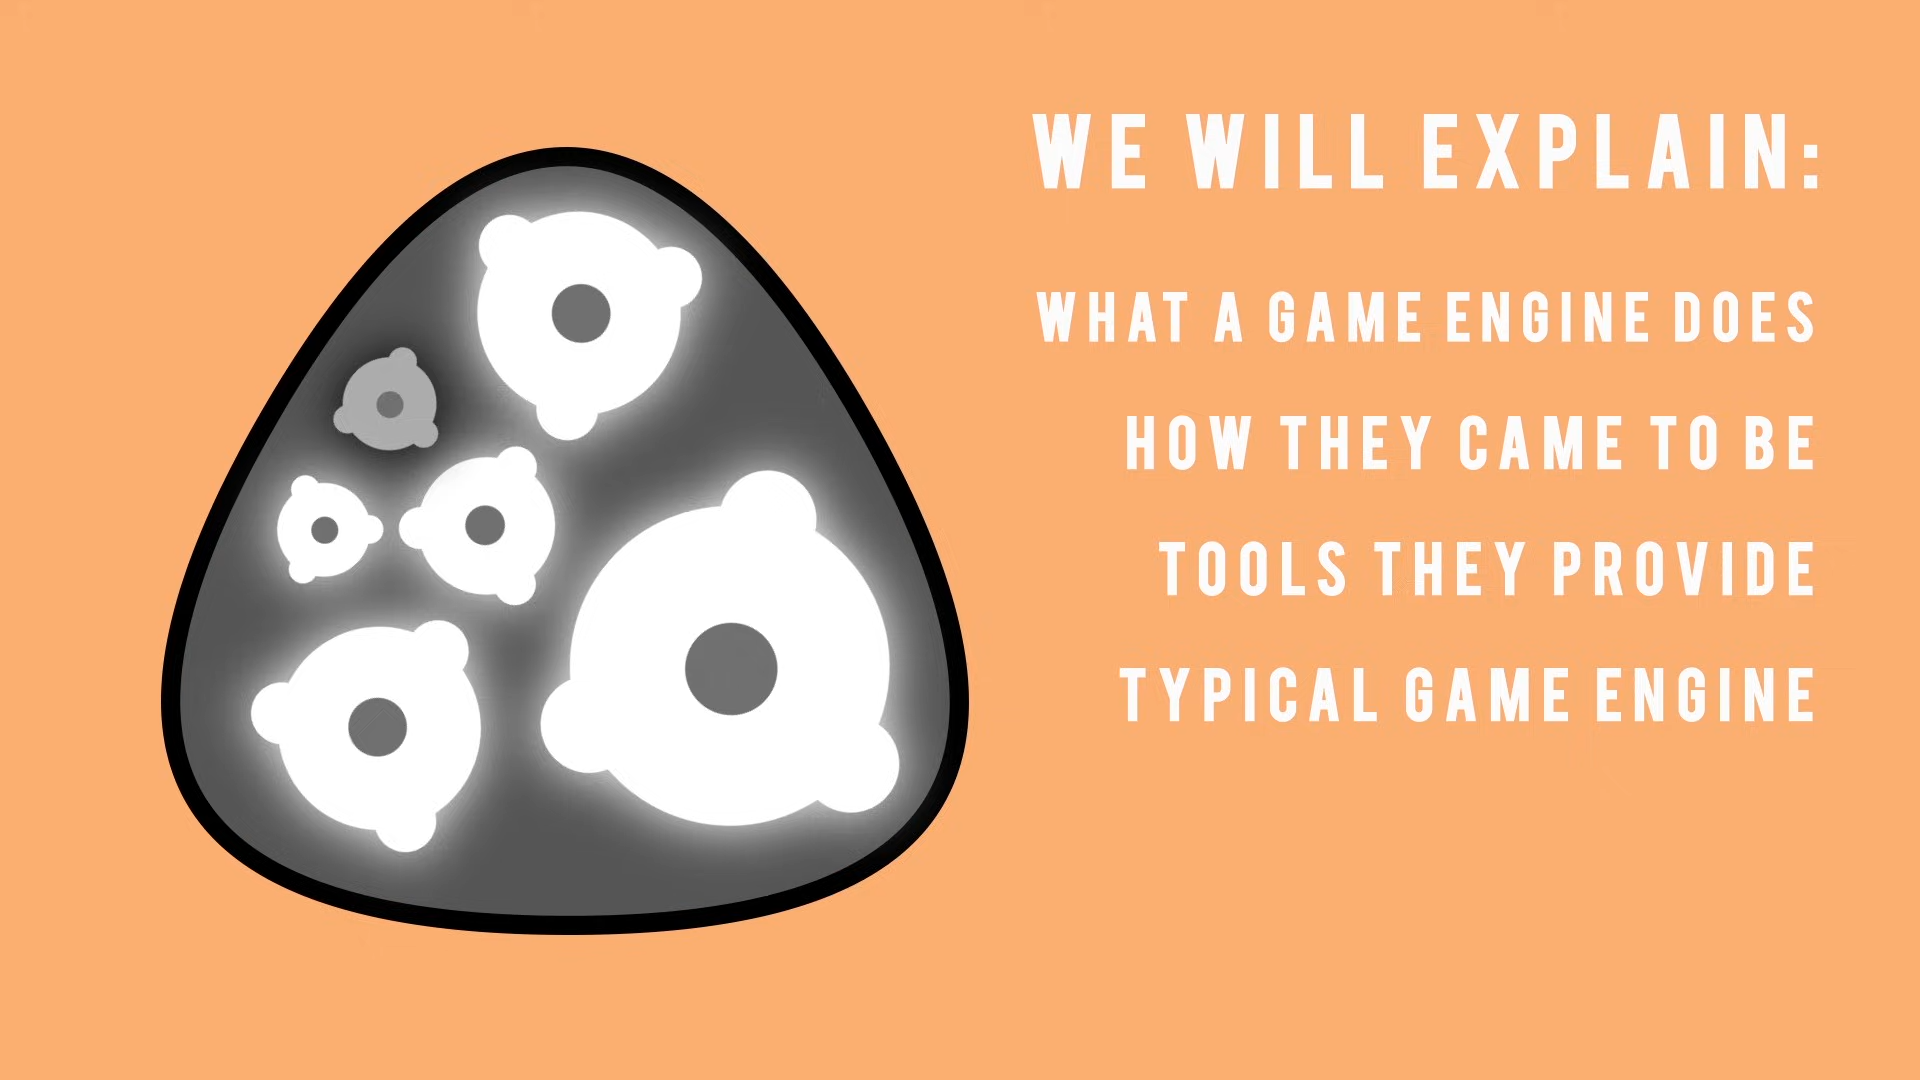 WE WILL EXPLAIN:
WHAT A GAME ENGINE DOES
HOW THEY CAME TO BE
TOOLS THEY PROVIDE
TYPICAL GAME ENGINE